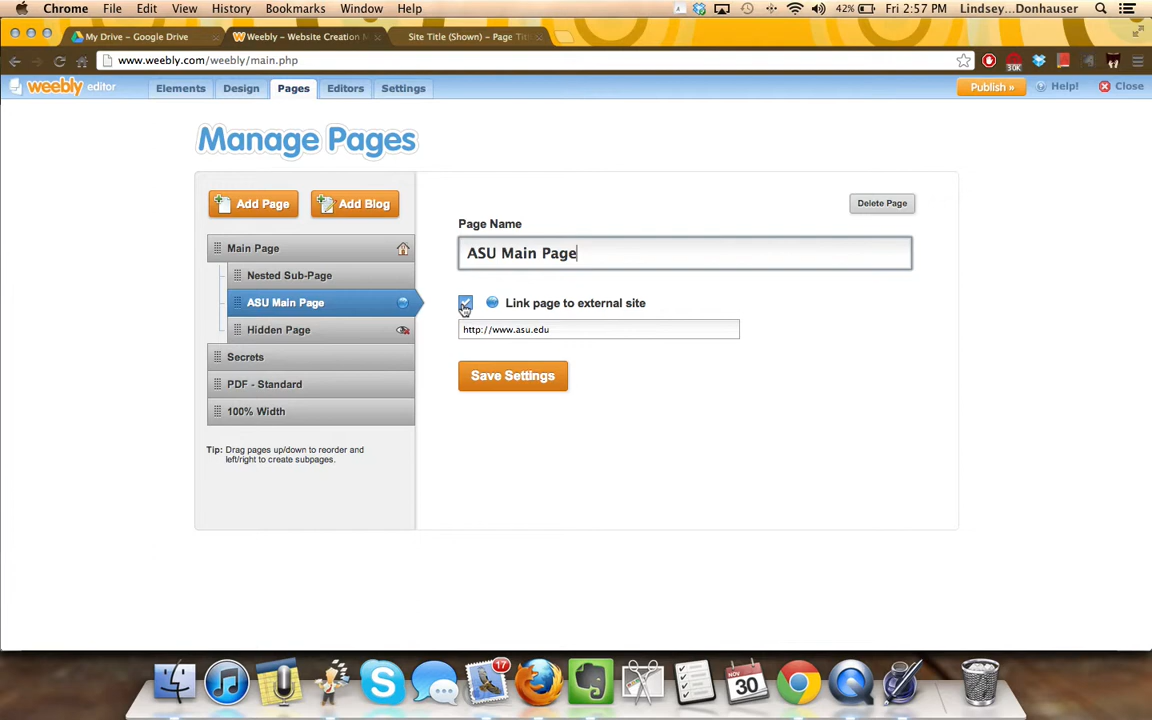 Chrome File Edit View History Bookmarks Window Help 42% Fri 2:57 PM Lindsey...Donhauser
My Drive – Google Drive Weebly – Website Creation M Site Title (Shown) – Page Titl
www.weebly.com/weebly/main.php 30K
weebly editor Elements Design Pages Editors Settings Publish » Help! Close
Manage Pages
Add Page Add Blog Delete Page
Page Name
Main Page ASU Main Page
Nested Sub-Page
ASU Main Page Link page to external site
Hidden Page http://www.asu.edu
Secrets
PDF - Standard Save Settings
100% Width
Tip: Drag pages up/down to reorder and
left/right to create subpages.
17
NOV
30